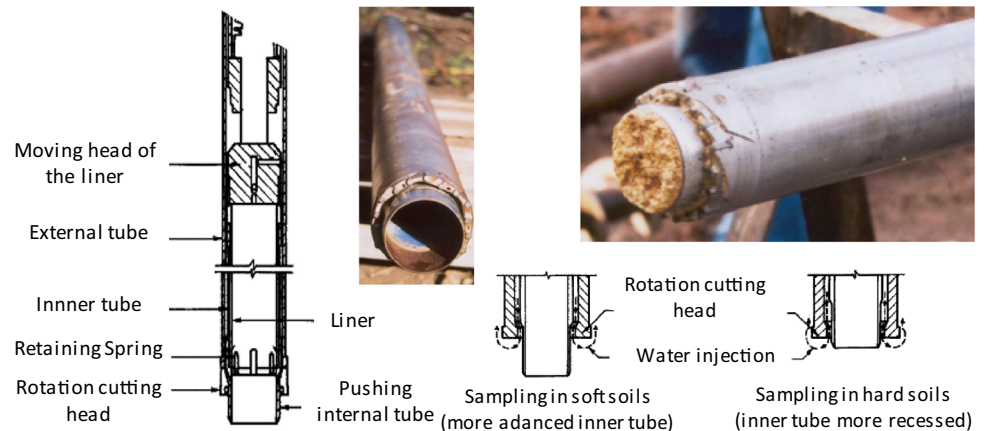 Moving head of
the liner
External tube
Innner tube
Retaining Spring
Rotation cutting
head
Liner
Pushing
internal tube
Rotation cutting
head
Water injection
Sampling in soft soils
(more adanced inner tube)
Sampling in hard soils
(inner tube more recessed)